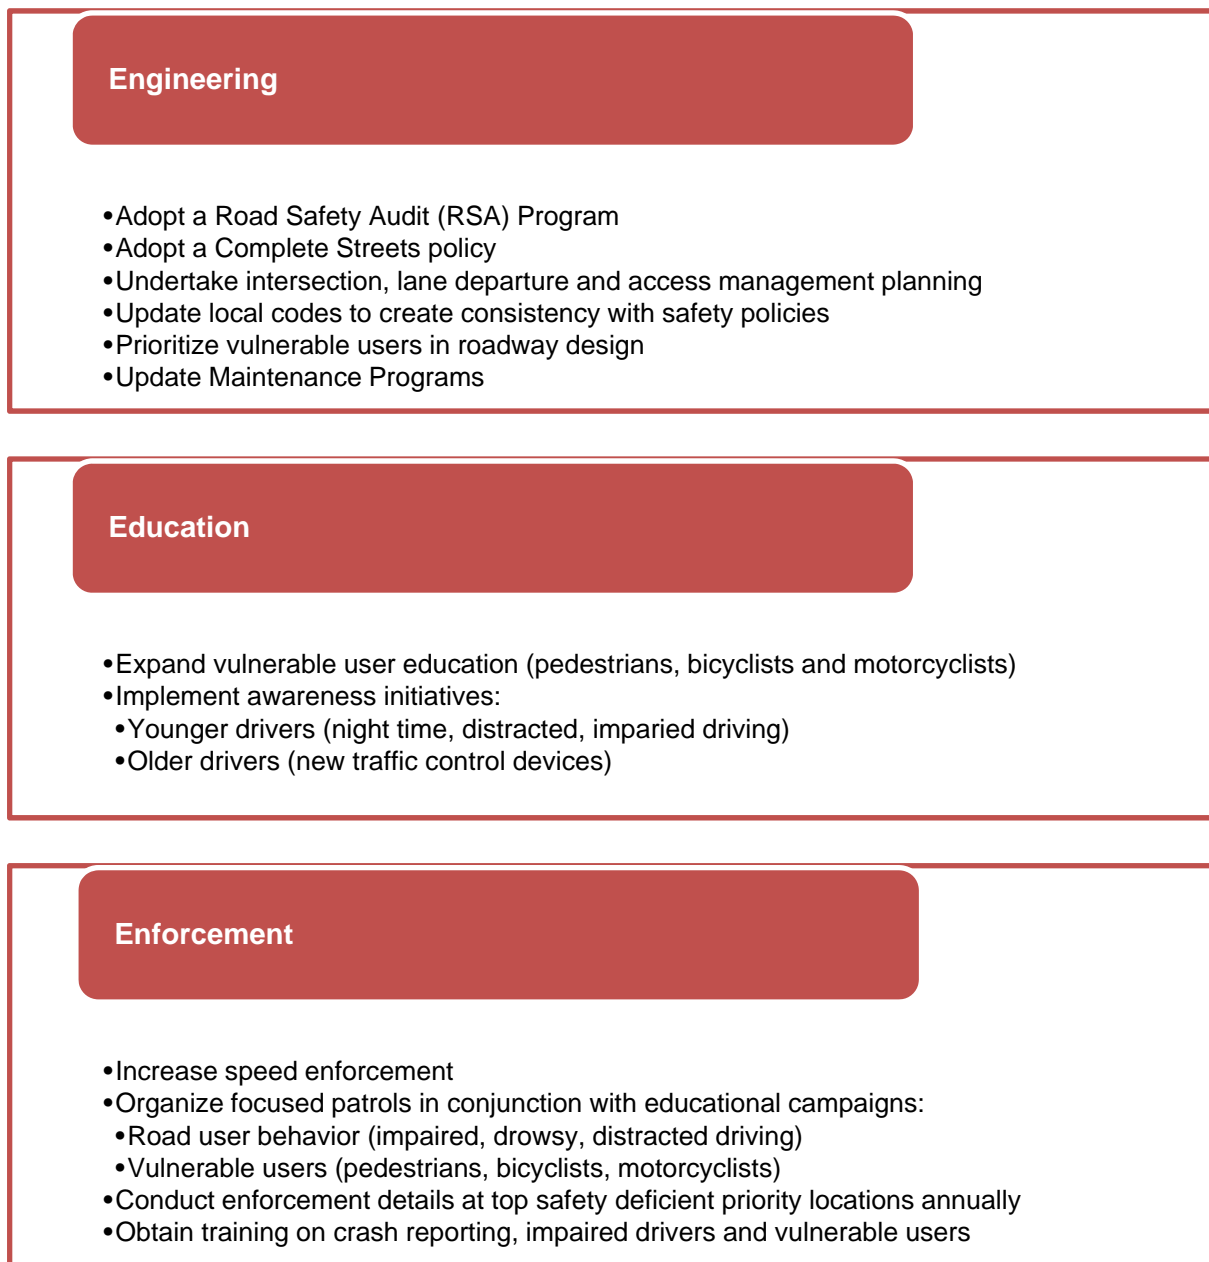 Engineering
•Adopt a Road Safety Audit (RSA) Program
•Adopt a Complete Streets policy
•Undertake intersection, lane departure and access management planning
•Update local codes to create consistency with safety policies
•Prioritize vulnerable users in roadway design
•Update Maintenance Programs
Education
•Expand vulnerable user education (pedestrians, bicyclists and motorcyclists)
•Implement awareness initiatives:
•Younger drivers (night time, distracted, imparied driving)
•Older drivers (new traffic control devices)
Enforcement
•Increase speed enforcement
•Organize focused patrols in conjunction with educational campaigns:
•Road user behavior (impaired, drowsy, distracted driving)
•Vulnerable users (pedestrians, bicyclists, motorcyclists)
•Conduct enforcement details at top safety deficient priority locations annually
•Obtain training on crash reporting, impaired drivers and vulnerable users